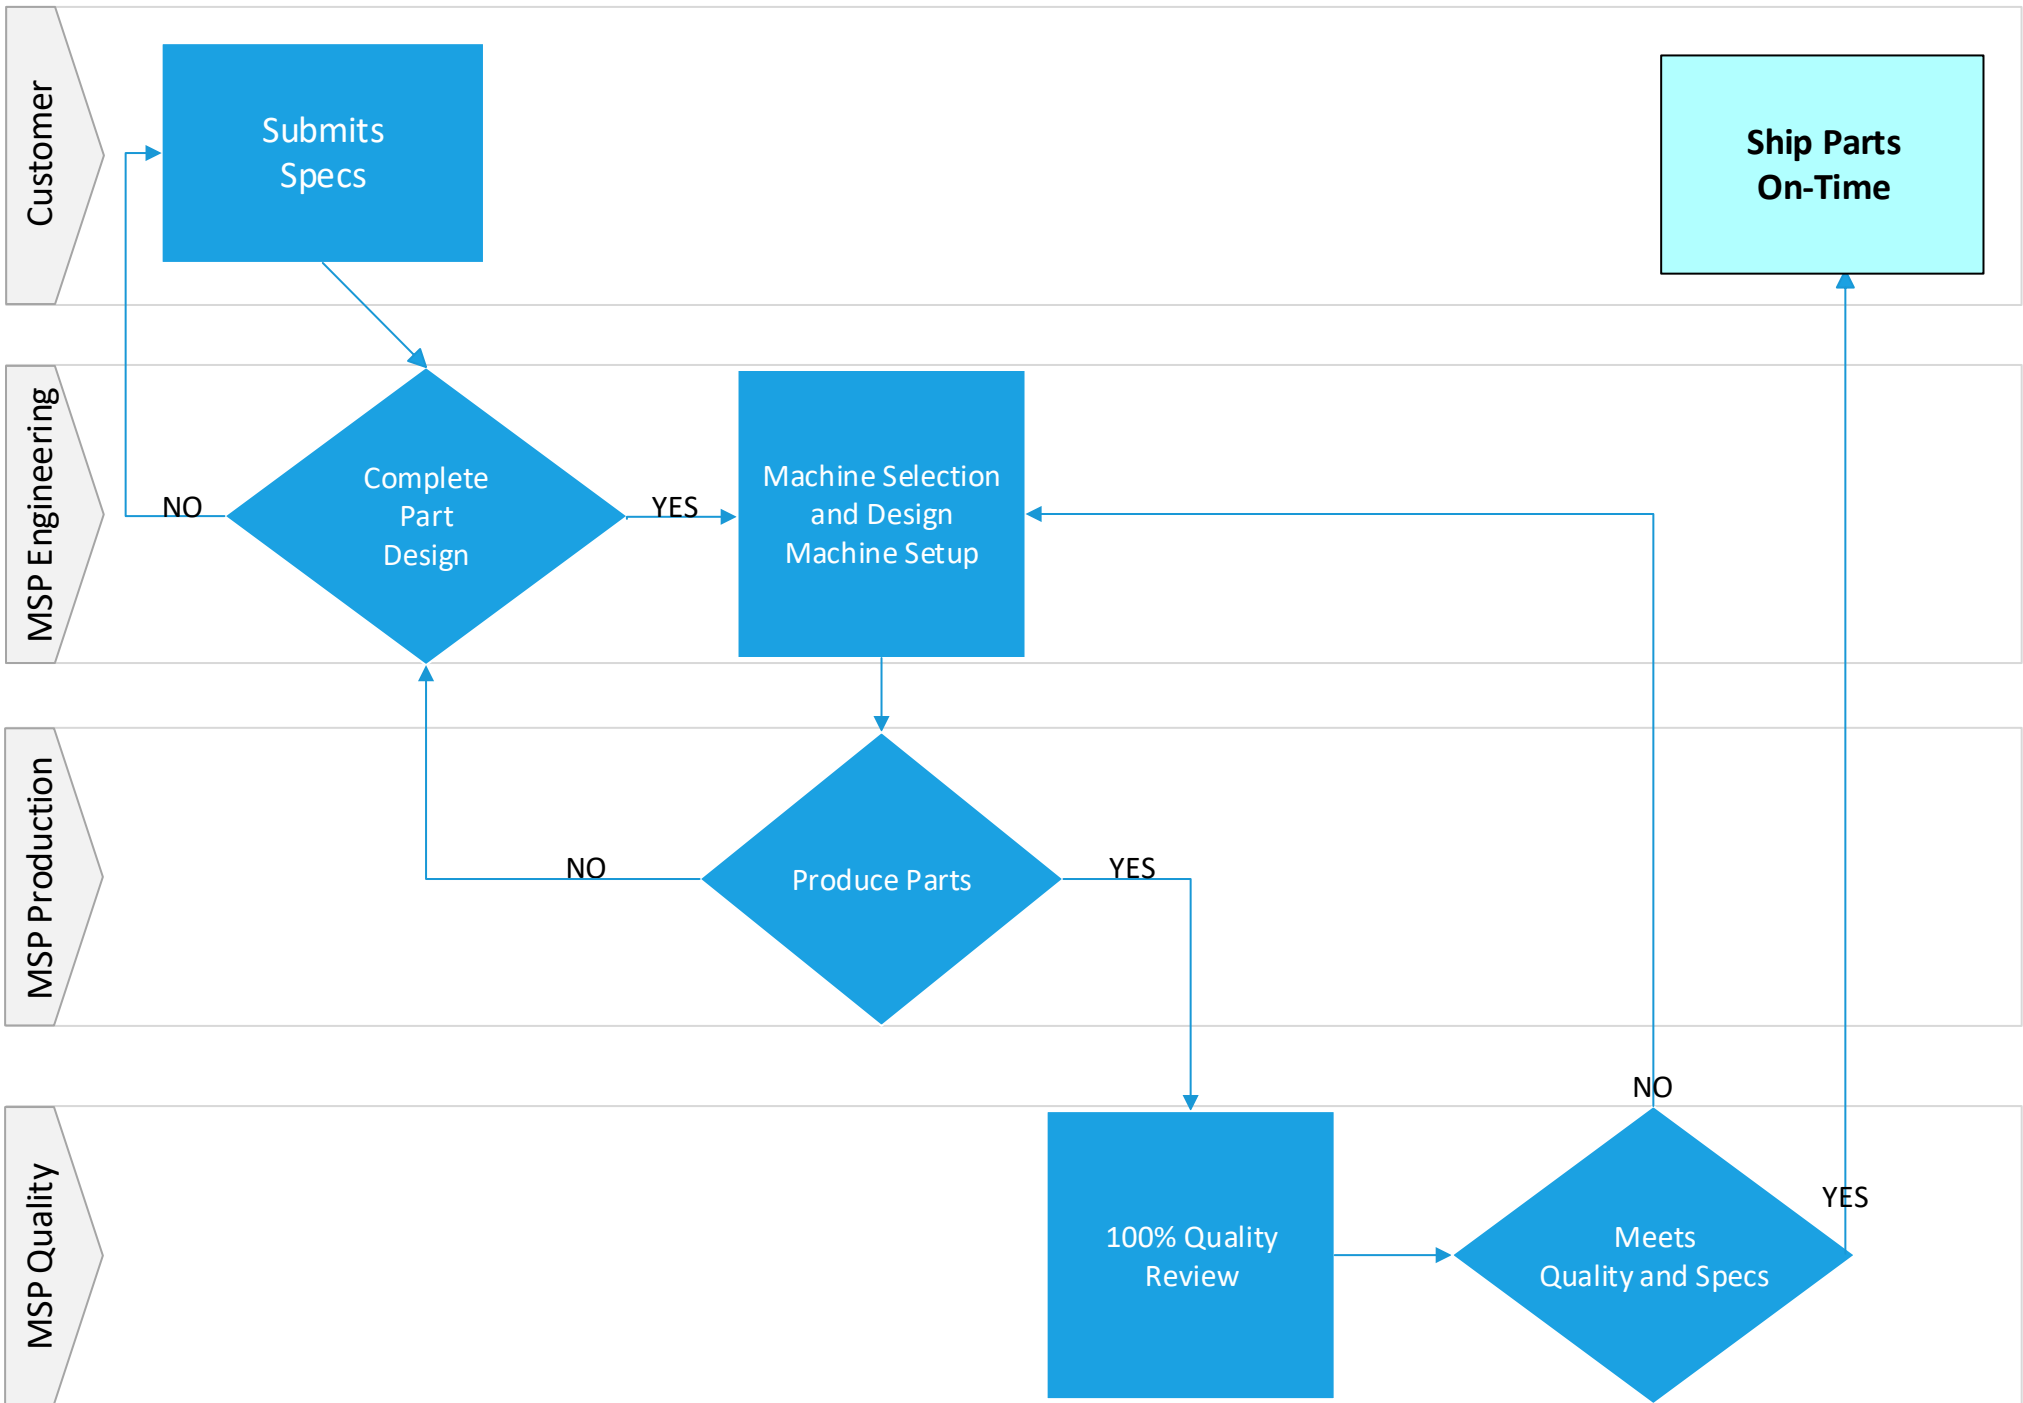 Customer
Submits
Specs
Ship Parts
On-Time
MSP Engineering
NO
Complete
Part
Design
YES
Machine Selection
and Design
Machine Setup
MSP Production
NO
Produce Parts
YES
MSP Quality
100% Quality
Review
NO
Meets
Quality and Specs
YES